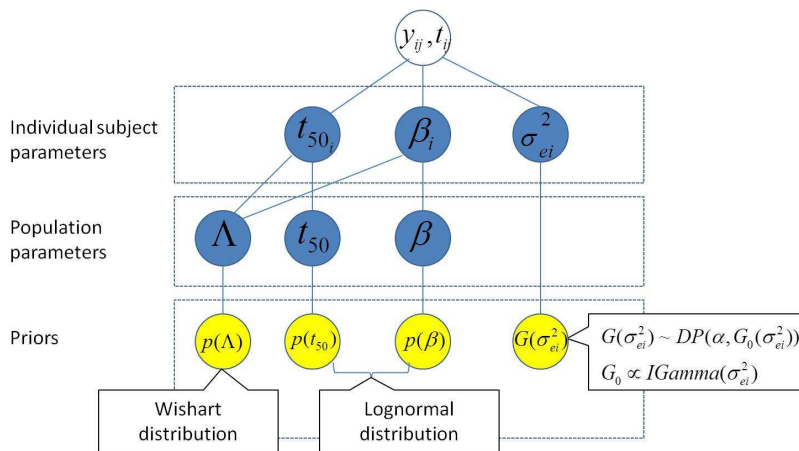 y_ij, t_ij
Individual subject
parameters
t_50_i
β_i
σ_ei^2
Population
parameters
Λ
t_50
β
Priors
p(Λ)
p(t_50)
p(β)
G(σ_ei^2)
G(σ_ei^2) ~ DP(α, G_0(σ_ei^2))
G_0 ∝ IGamma(σ_ei^2)
Wishart
distribution
Lognormal
distribution